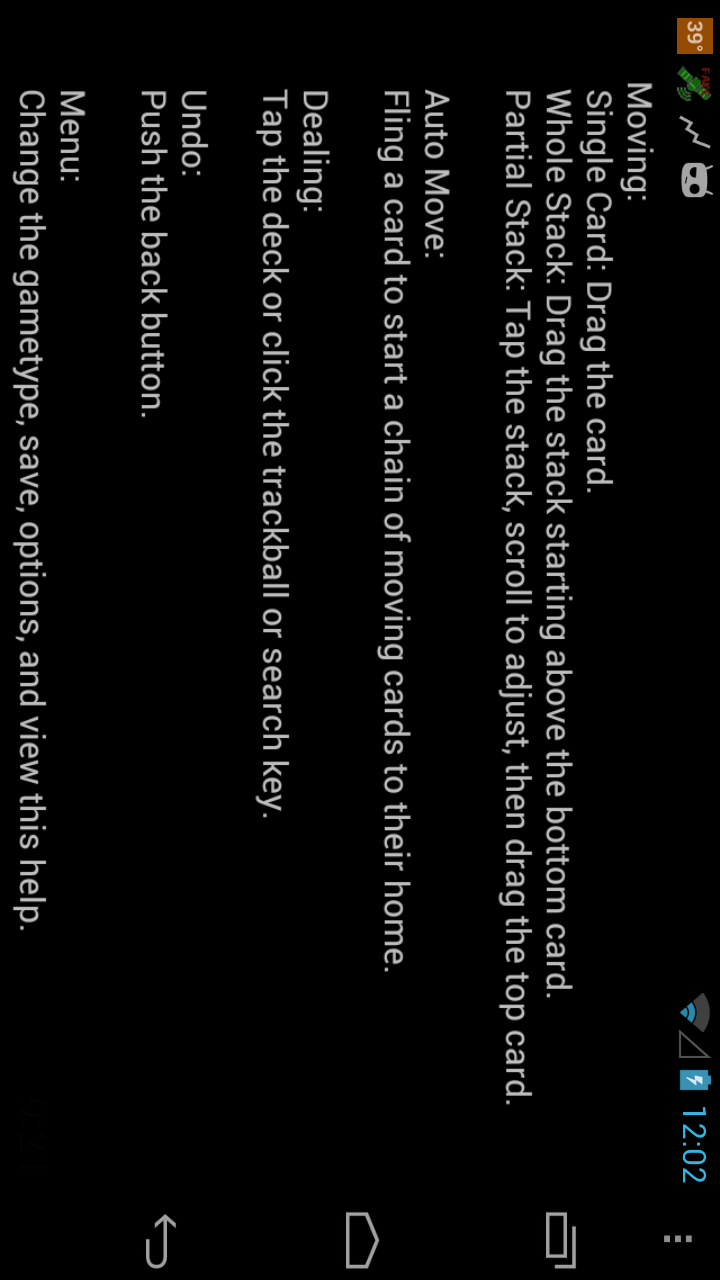 39°
FAKE
12:02
Moving:
Single Card: Drag the card.
Whole Stack: Drag the stack starting above the bottom card.
Partial Stack: Tap the stack, scroll to adjust, then drag the top card.
Auto Move:
Fling a card to start a chain of moving cards to their home.
Dealing:
Tap the deck or click the trackball or search key.
Undo:
Push the back button.
Menu:
Change the gametype, save, options, and view this help.